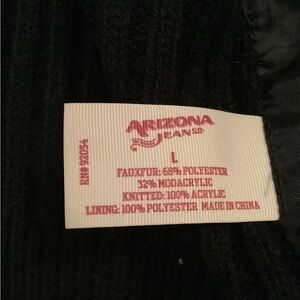 ARIZONA
JEAN CO.
L
FAUXFUR: 68% POLYESTER
32% MODACRYLIC
KNITTED: 100% ACRYLIC
LINING: 100% POLYESTER MADE IN CHINA
RN# 92054